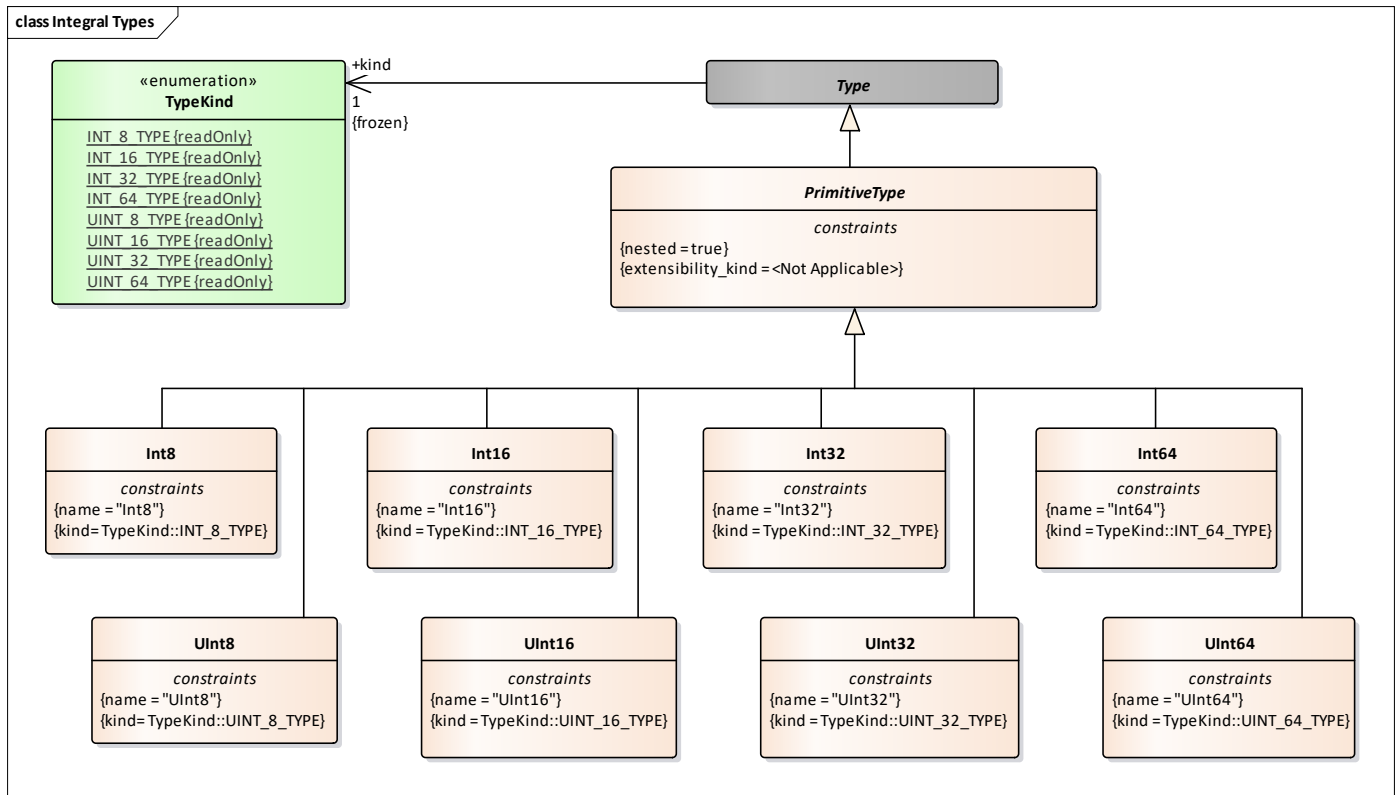 class Integral Types
«enumeration»
TypeKind
INT_8_TYPE {readOnly}
INT_16_TYPE {readOnly}
INT_32_TYPE {readOnly}
INT_64_TYPE {readOnly}
UINT_8_TYPE {readOnly}
UINT_16_TYPE {readOnly}
UINT_32_TYPE {readOnly}
UINT_64_TYPE {readOnly}
+kind
1
{frozen}
Type
PrimitiveType
constraints
{nested = true}
{extensibility_kind = <Not Applicable>}
Int8
constraints
{name = "Int8"}
{kind= TypeKind::INT_8_TYPE}
Int16
constraints
{name = "Int16"}
{kind = TypeKind::INT_16_TYPE}
Int32
constraints
{name = "Int32"}
{kind = TypeKind::INT_32_TYPE}
Int64
constraints
{name = "Int64"}
{kind = TypeKind::INT_64_TYPE}
UInt8
constraints
{name = "UInt8"}
{kind= TypeKind::UINT_8_TYPE}
UInt16
constraints
{name = "UInt16"}
{kind = TypeKind::UINT_16_TYPE}
UInt32
constraints
{name = "UInt32"}
{kind = TypeKind::UINT_32_TYPE}
UInt64
constraints
{name = "UInt64"}
{kind = TypeKind::UINT_64_TYPE}